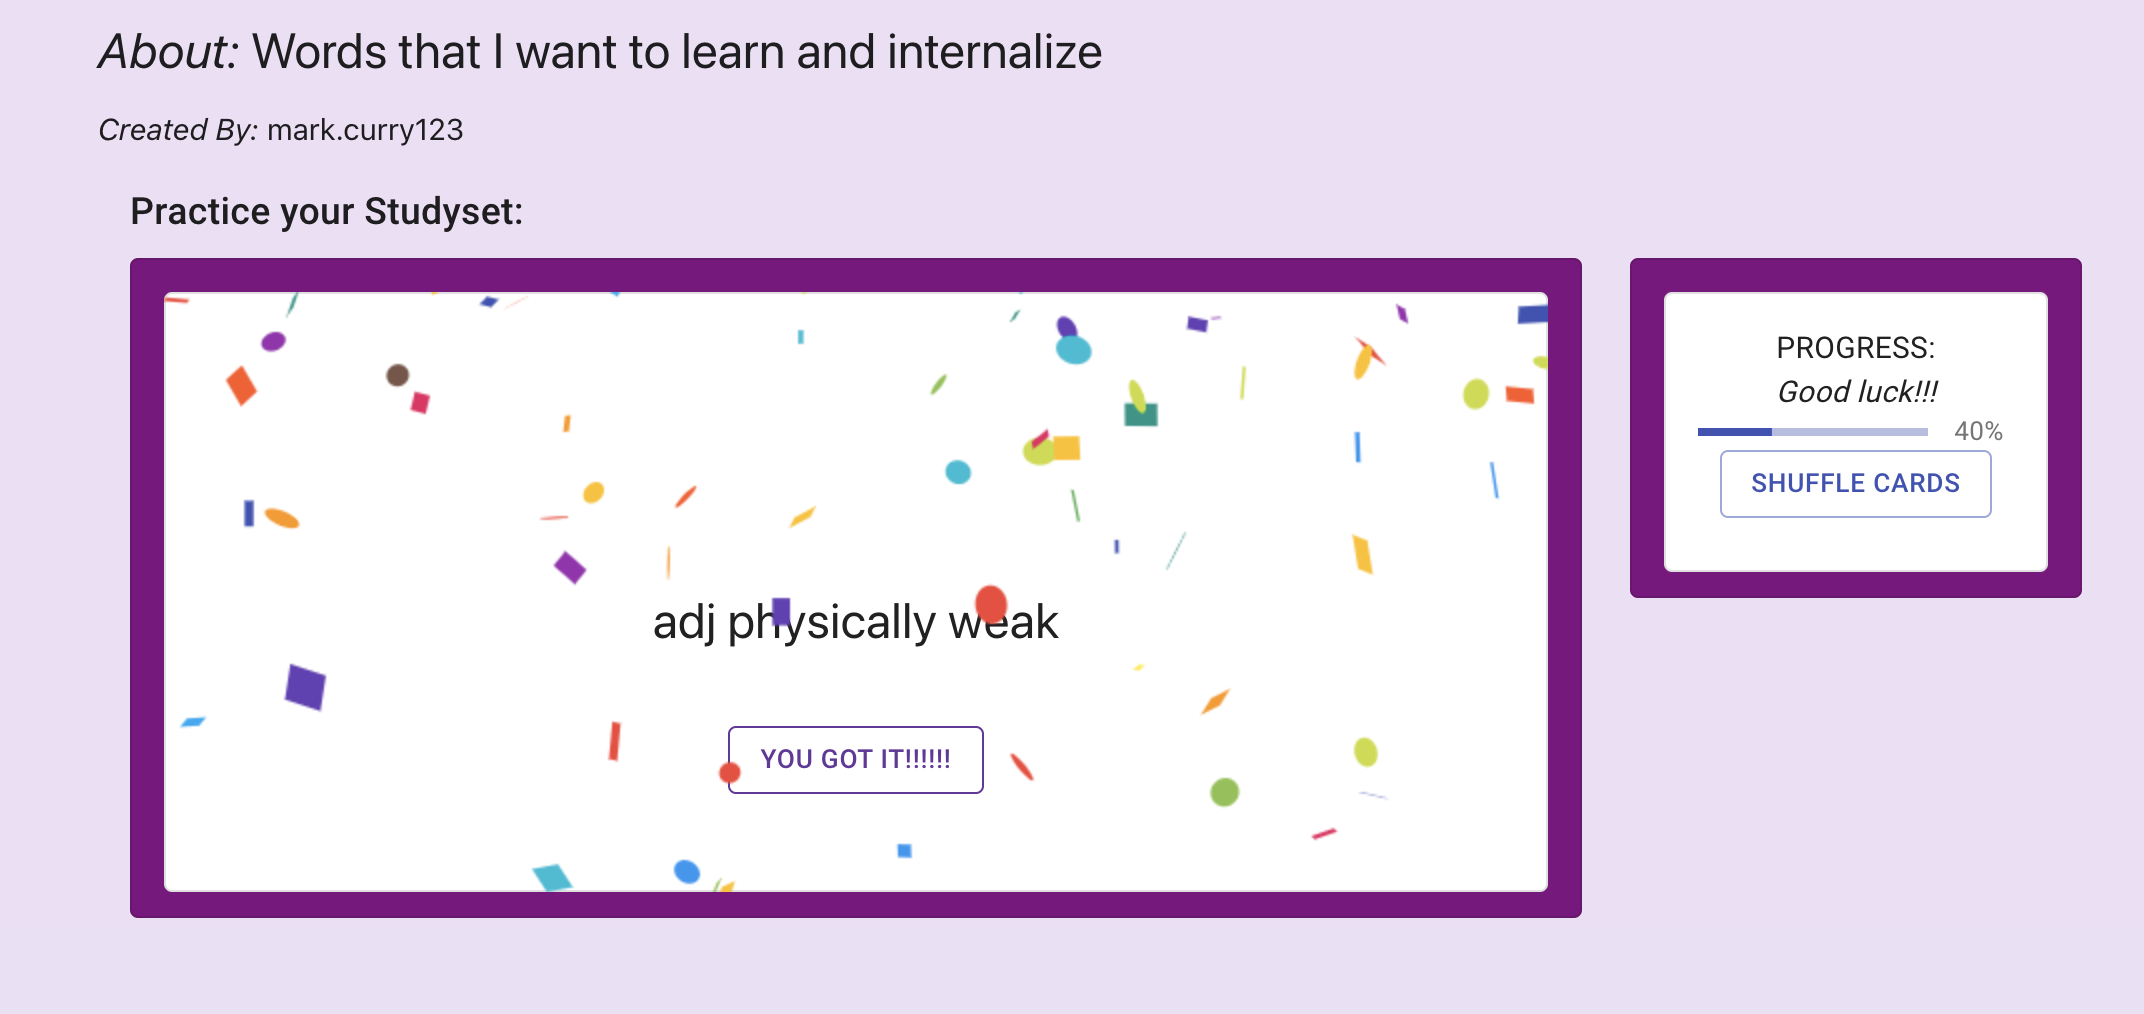 About: Words that I want to learn and internalize
Created By: mark.curry123
Practice your Studyset:
adj physically weak
YOU GOT IT!!!!!!
PROGRESS:
Good luck!!!
40%
SHUFFLE CARDS